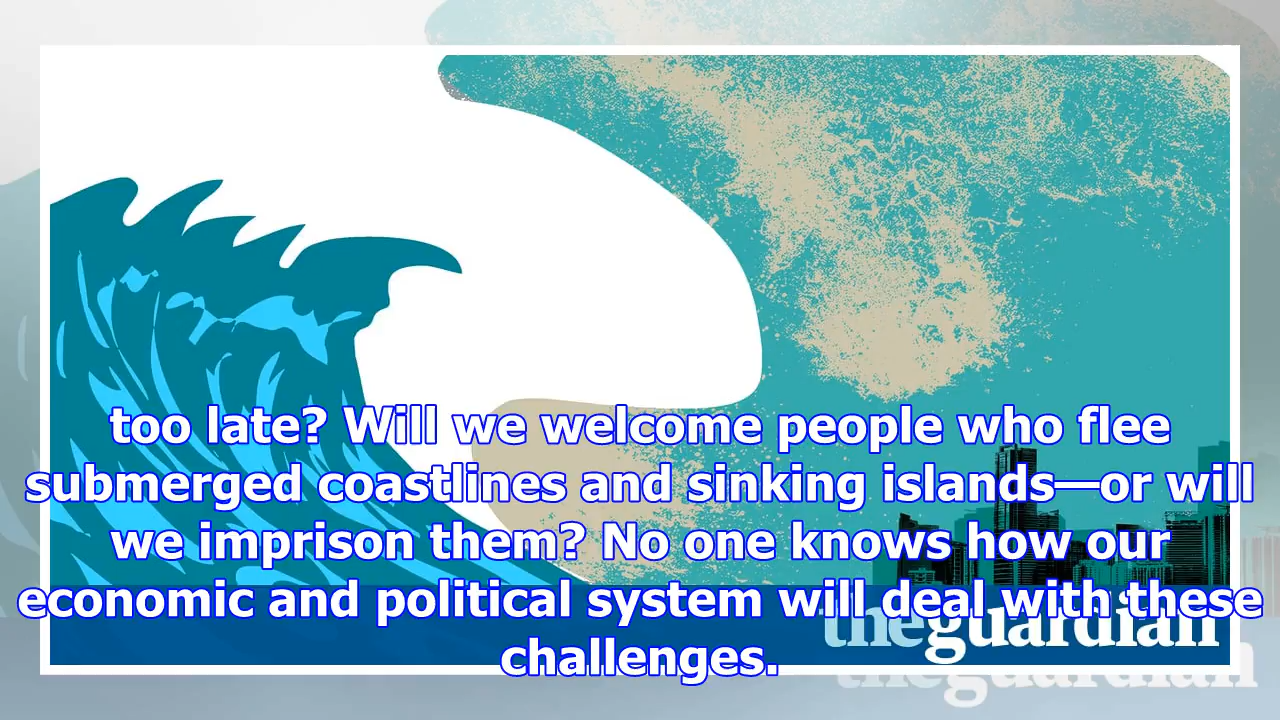 too late? Will we welcome people who flee
submerged coastlines and sinking islands—or will
we imprison them? No one knows how our
economic and political system will deal with these
challenges.
theguardian
theguardian